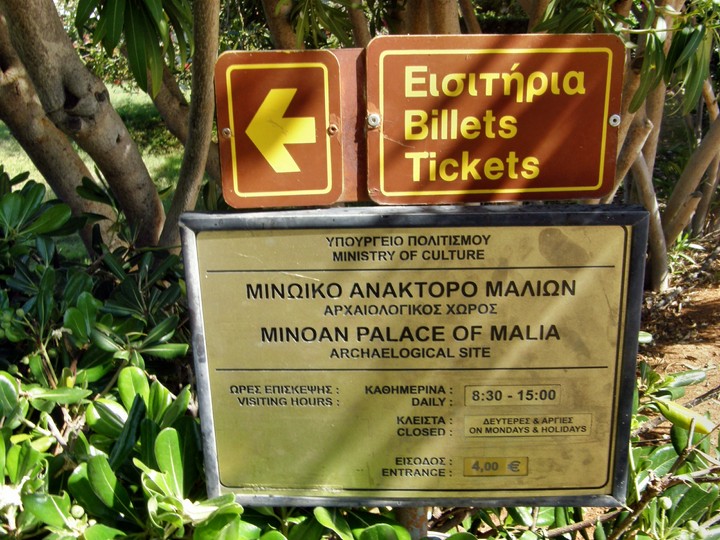 Εισιτήρια
Billets
Tickets
ΥΠΟΥΡΓΕΙΟ ΠΟΛΙΤΙΣΜΟΥ
MINISTRY OF CULTURE
ΜΙΝΩΙΚΟ ΑΝΑΚΤΟΡΟ ΜΑΛΙΩΝ
ΑΡΧΑΙΟΛΟΓΙΚΟΣ ΧΩΡΟΣ
MINOAN PALACE OF MALIA
ARCHAELOGICAL SITE
ΩΡΕΣ ΕΠΙΣΚΕΨΗΣ : ΚΑΘΗΜΕΡΙΝΑ :
VISITING HOURS : DAILY : 8:30 - 15:00
ΚΛΕΙΣΤΑ : ΔΕΥΤΕΡΕΣ & ΑΡΓΙΕΣ
CLOSED : ON MONDAYS & HOLIDAYS
ΕΙΣΟΔΟΣ :
ENTRANCE : 4,00 €